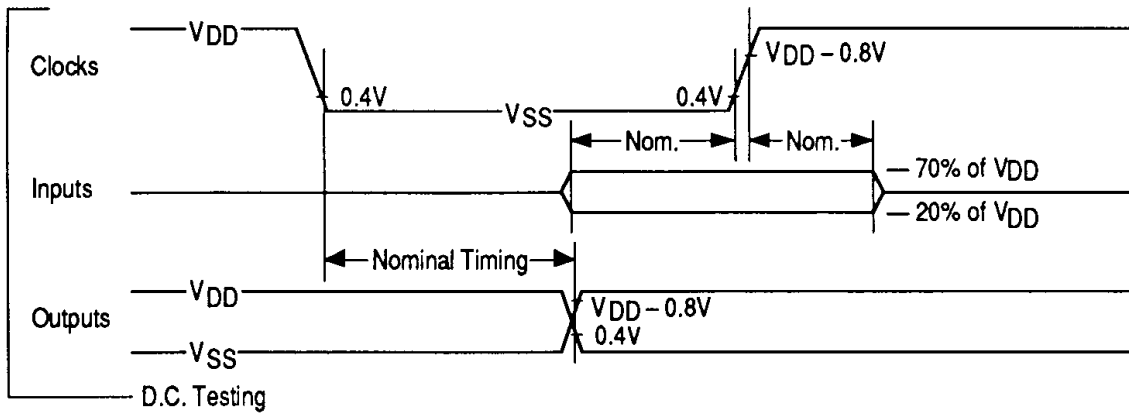 VDD
Clocks
VDD – 0.8V
0.4V
0.4V
VSS
Nom.
Nom.
Inputs
70% of VDD
20% of VDD
Nominal Timing
VDD
Outputs
VDD – 0.8V
0.4V
VSS
D.C. Testing